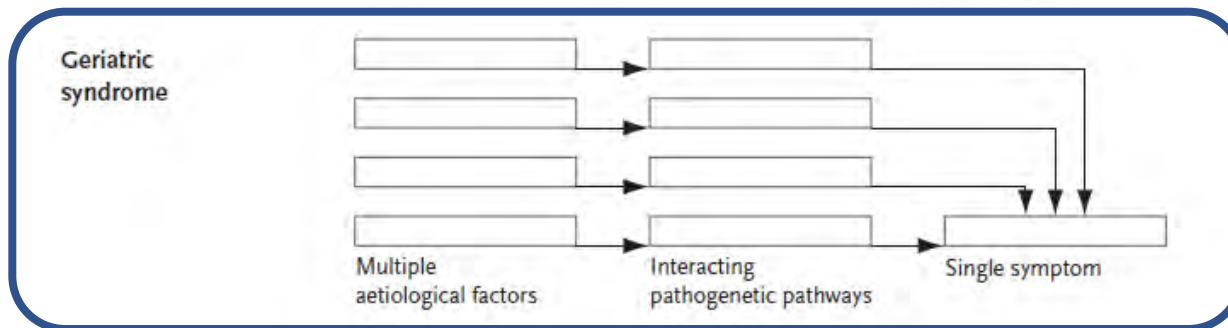 Geriatric
syndrome
Multiple
aetiological factors
Interacting
pathogenetic pathways
Single symptom